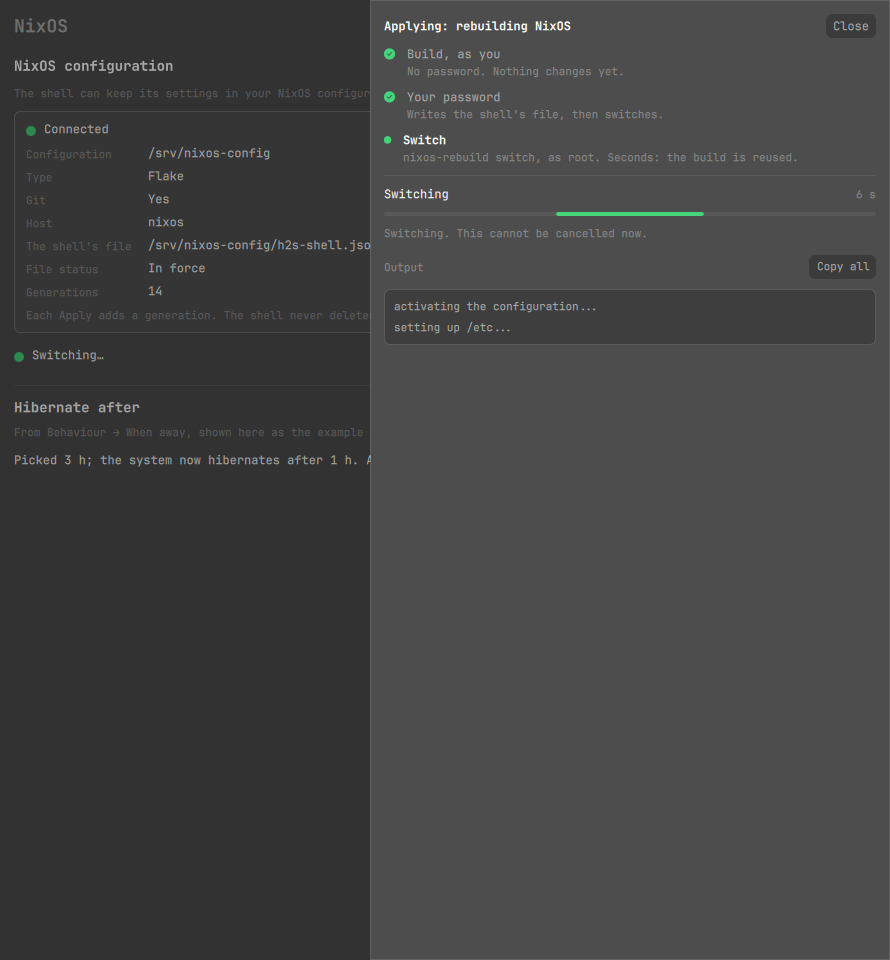 NixOS
NixOS configuration
The shell can keep its settings in your NixOS configur
Connected
Configuration /srv/nixos-config
Type Flake
Git Yes
Host nixos
The shell's file /srv/nixos-config/h2s-shell.jso
File status In force
Generations 14
Each Apply adds a generation. The shell never delete
Switching…
Hibernate after
From Behaviour → When away, shown here as the example
Picked 3 h; the system now hibernates after 1 h. A
Applying: rebuilding NixOS Close
Build, as you
No password. Nothing changes yet.
Your password
Writes the shell's file, then switches.
Switch
nixos-rebuild switch, as root. Seconds: the build is reused.
Switching 6 s
Switching. This cannot be cancelled now.
Output Copy all
activating the configuration...
setting up /etc...